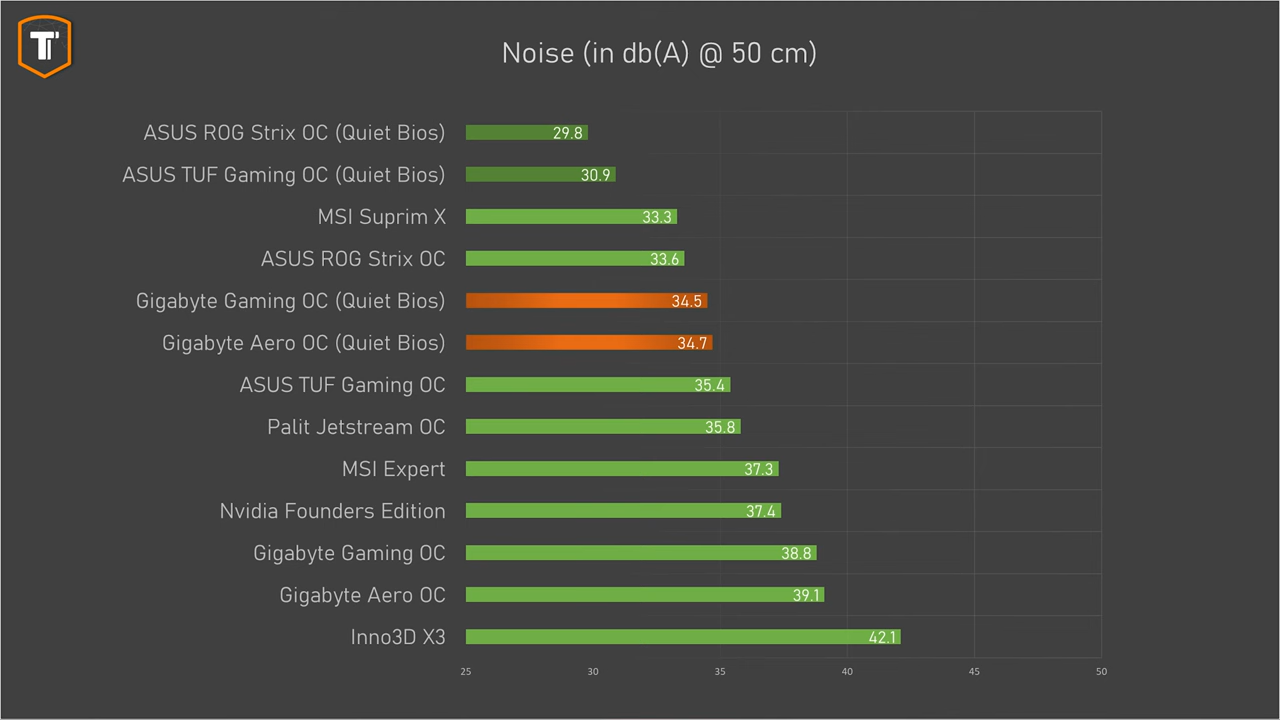 Ti
Noise (in db(A) @ 50 cm)
ASUS ROG Strix OC (Quiet Bios) 29.8
ASUS TUF Gaming OC (Quiet Bios) 30.9
MSI Suprim X 33.3
ASUS ROG Strix OC 33.6
Gigabyte Gaming OC (Quiet Bios) 34.5
Gigabyte Aero OC (Quiet Bios) 34.7
ASUS TUF Gaming OC 35.4
Palit Jetstream OC 35.8
MSI Expert 37.3
Nvidia Founders Edition 37.4
Gigabyte Gaming OC 38.8
Gigabyte Aero OC 39.1
Inno3D X3 42.1
25 30 35 40 45 50